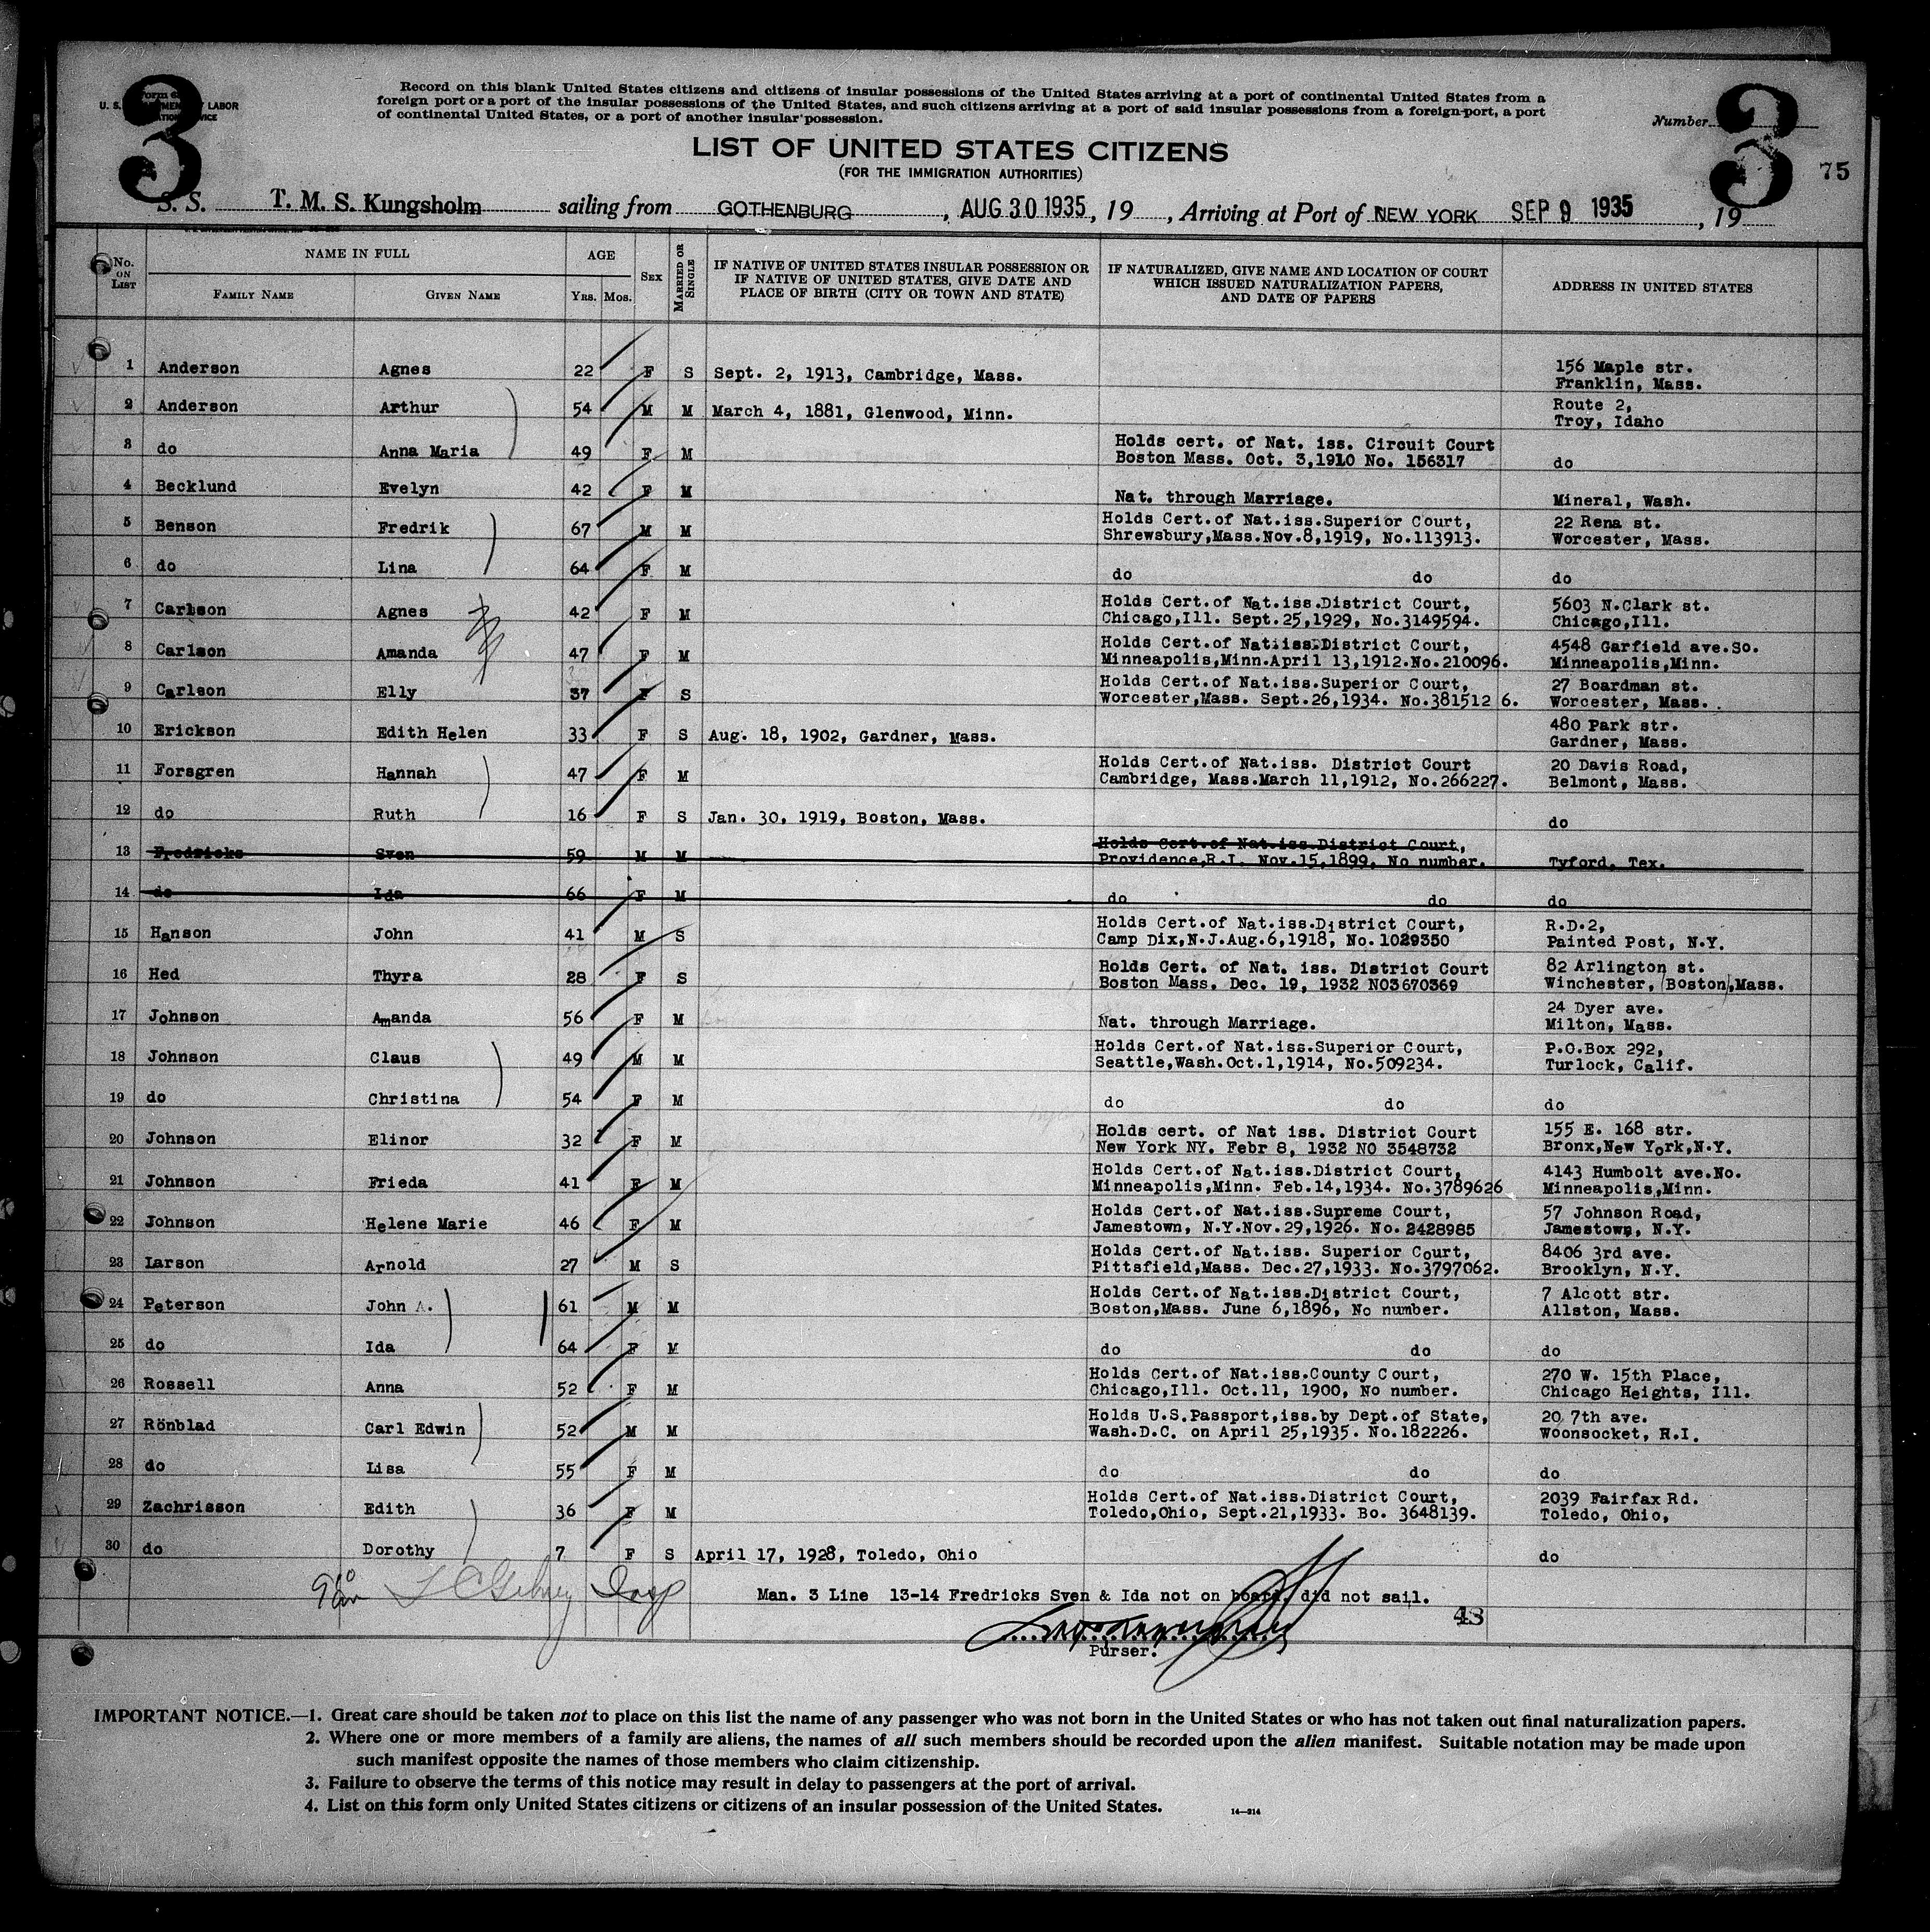 3
3
75
Record on this blank United States citizens and citizens of insular possessions of the United States arriving at a port of continental United States from a
foreign port or a port of the insular possessions of the United States, and such citizens arriving at a port of said insular possessions from a foreign port, a port
of continental United States, or a port of another insular possession.
Number
LIST OF UNITED STATES CITIZENS
(FOR THE IMMIGRATION AUTHORITIES)
S. S. T. M. S. Kungsholm sailing from GOTHENBURG, AUG 30 1935, 19, Arriving at Port of NEW YORK SEP 9 1935, 19
No. ON LIST
NAME IN FULL
FAMILY NAME
GIVEN NAME
AGE
YRS.
MOS.
SEX
MARRIED OR SINGLE
IF NATIVE OF UNITED STATES INSULAR POSSESSION OR
IF NATIVE OF UNITED STATES, GIVE DATE AND
PLACE OF BIRTH (CITY OR TOWN AND STATE)
IF NATURALIZED, GIVE NAME AND LOCATION OF COURT
WHICH ISSUED NATURALIZATION PAPERS,
AND DATE OF PAPERS
ADDRESS IN UNITED STATES
1 Anderson Agnes 22 F S Sept. 2, 1913, Cambridge, Mass. 156 Maple str.
Franklin, Mass.
2 Anderson Arthur 54 M M March 4, 1881, Glenwood, Minn. Route 2,
Troy, Idaho
3 do Anna Maria 49 F M Holds cert. of Nat. iss. Circuit Court
Boston Mass. Oct. 3,1910 No. 156317 do
4 Becklund Evelyn 42 F M Nat. through Marriage. Mineral, Wash.
5 Benson Fredrik 67 M M Holds Cert.of Nat.iss.Superior Court, 22 Rena st.
Shrewsbury,Mass.Nov.8,1919, No.113913. Worcester, Mass.
6 do Lina 64 F M do do do
7 Carlson Agnes 42 F M Holds Cert.of Nat.iss.District Court, 5603 N.Clark st.
Chicago,Ill. Sept.25,1929, No.3149594. Chicago,Ill.
8 Carlson Amanda 47 F M Holds Cert.of Nat.iss.District Court, 4548 Garfield ave.So.
Minneapolis,Minn.April 13,1912.No.210096. Minneapolis,Minn.
9 Carlson Elly 37 F S Holds Cert.of Nat.iss.Superior Court, 27 Boardman st.
Worcester,Mass. Sept.26,1934. No.381512 6. Worcester, Mass.
10 Erickson Edith Helen 33 F S Aug. 18, 1902, Gardner, Mass. 480 Park str.
Gardner, Mass.
11 Forsgren Hannah 47 F M Holds Cert.of Nat.iss. District Court 20 Davis Road,
Cambridge, Mass.March 11,1912, No.266227. Belmont, Mass.
12 do Ruth 16 F S Jan. 30, 1919, Boston, Mass. do
13 Fredricks Sven 59 M M Holds Cert.of Nat.iss.District Court,
Providence,R.I. Nov.15,1899, No number. Tyford, Tex.
14 do Ida 66 F M do do do
15 Hanson John 41 M S Holds Cert.of Nat.iss.District Court, R.D.2,
Camp Dix,N.J.Aug.6,1918, No. 1029350 Painted Post, N.Y.
16 Hed Thyra 28 F S Holds Cert. of Nat. iss. District Court 82 Arlington st.
Boston Mass. Dec. 19, 1932 NO3670369 Winchester, (Boston),Mass.
17 Johnson Amanda 56 F M Nat. through Marriage. 24 Dyer ave.
Milton, Mass.
18 Johnson Claus 49 M M Holds Cert.of Nat.iss.Superior Court, P.O.Box 292,
Seattle,Wash.Oct.1,1914, No.509234. Turlock, Calif.
19 do Christina 54 F M do do do
20 Johnson Elinor 32 F M Holds cert. of Nat iss. District Court 155 E. 168 str.
New York NY. Febr 8, 1932 NO 3548732 Bronx,New York,N.Y.
21 Johnson Frieda 41 F M Holds Cert.of Nat.iss.District Court, 4143 Humbolt ave.No.
Minneapolis,Minn. Feb.14,1934. No.3789626 Minneapolis,Minn.
22 Johnson Helene Marie 46 F M Holds Cert.of Nat.iss.Supreme Court, 57 Johnson Road,
Jamestown, N.Y.Nov.29,1926. No. 2428985 Jamestown, N.Y.
23 Larson Arnold 27 M S Holds Cert.of Nat.iss. Superior Court, 8406 3rd ave.
Pittsfield,Mass. Dec.27,1933. No.3797062. Brooklyn, N.Y.
24 Peterson John A. 61 M M Holds Cert.of Nat.iss.District Court, 7 Alcott str.
Boston,Mass. June 6,1896, No number. Allston, Mass.
25 do Ida 64 F M do do do
26 Rossell Anna 52 F M Holds Cert.of Nat.iss.County Court, 270 W. 15th Place,
Chicago,Ill. Oct.11, 1900, No number. Chicago Heights, Ill.
27 Rönblad Carl Edwin 52 M M Holds U.S.Passport,iss.by Dept.of State, 20 7th ave.
Wash.D.C. on April 25,1935. No.182226. Woonsocket, R.I.
28 do Lisa 55 F M do do do
29 Zachrisson Edith 36 F M Holds Cert.of Nat.iss.District Court, 2039 Fairfax Rd.
Toledo,Ohio, Sept.21,1933. Bo. 3648139. Toledo, Ohio,
30 do Dorothy 7 F S April 17, 1928, Toledo, Ohio do
Man. 3 Line 13-14 Fredricks Sven & Ida not on board, did not sail.
43
Purser.
IMPORTANT NOTICE.—1. Great care should be taken not to place on this list the name of any passenger who was not born in the United States or who has not taken out final naturalization papers.
2. Where one or more members of a family are aliens, the names of all such members should be recorded upon the alien manifest. Suitable notation may be made upon
such manifest opposite the names of those members who claim citizenship.
3. Failure to observe the terms of this notice may result in delay to passengers at the port of arrival.
4. List on this form only United States citizens or citizens of an insular possession of the United States.
14—214